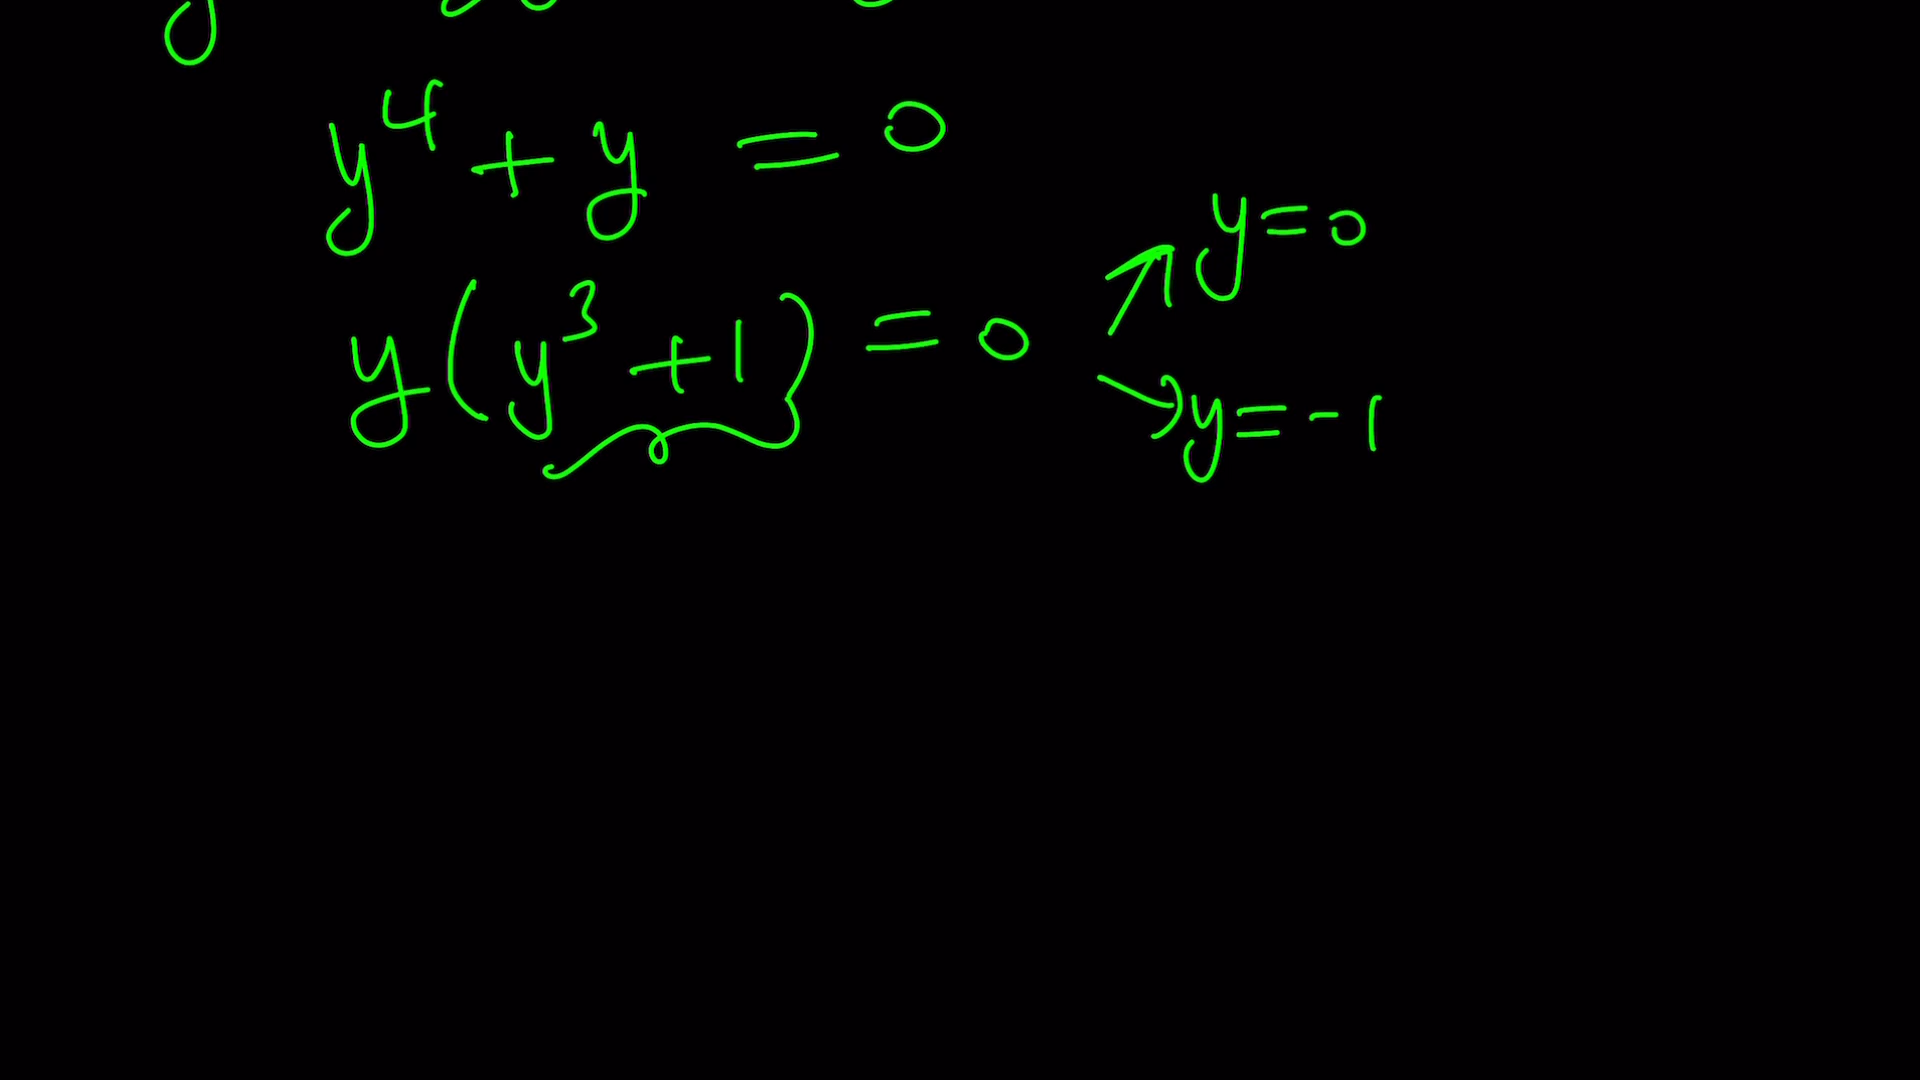 y⁴ + y = 0
y = 0
y(y³ + 1) = 0
y = -1